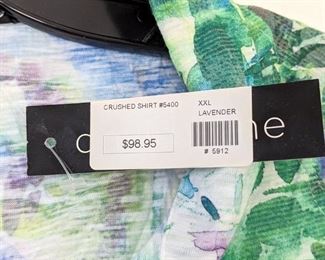 CRUSHED SHIRT #5400
XXL
LAVENDER
$98.95
# 5912